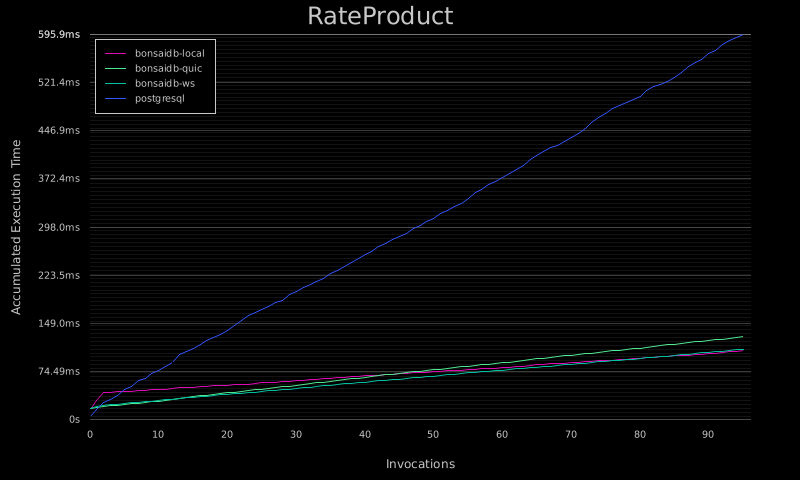 RateProduct
595.9ms
521.4ms
446.9ms
372.4ms
298.0ms
223.5ms
149.0ms
74.49ms
0s
bonsaidb-local
bonsaidb-quic
bonsaidb-ws
postgresql
Accumulated Execution Time
0 10 20 30 40 50 60 70 80 90
Invocations